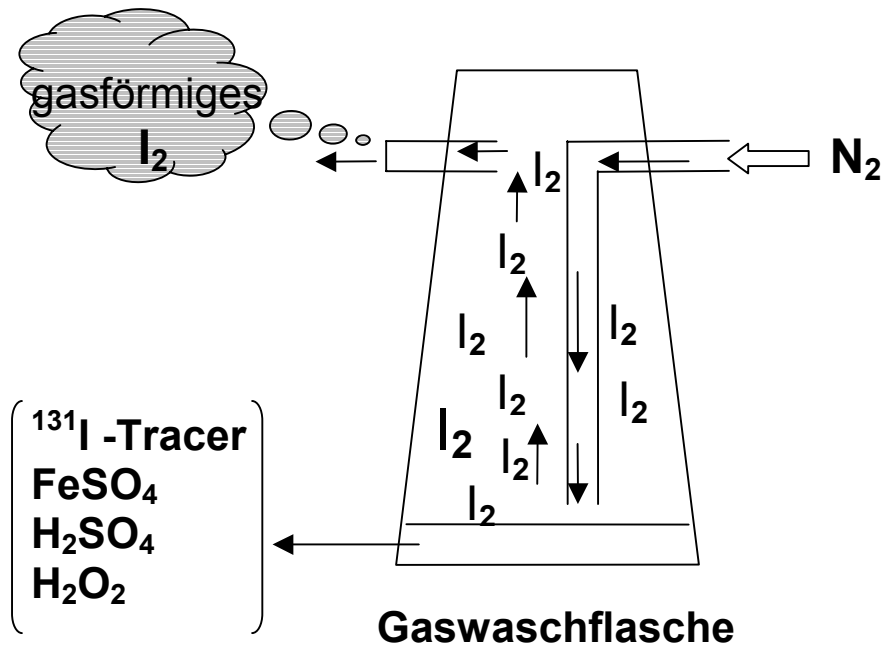 gasförmiges
I₂
N₂
I₂
I₂
I₂
I₂
I₂
I₂
I₂
I₂
I₂
¹³¹I -Tracer
FeSO₄
H₂SO₄
H₂O₂
Gaswaschflasche